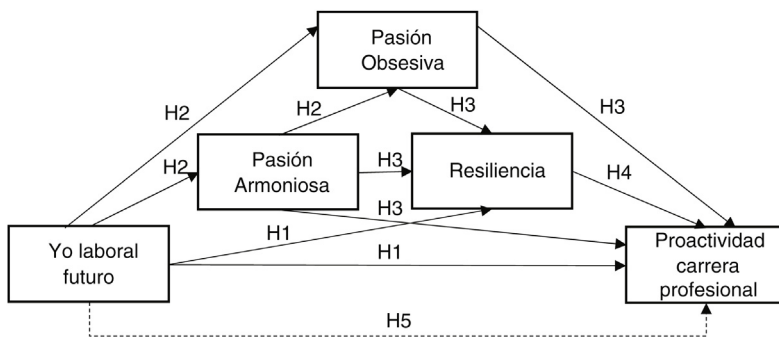 Pasión
Obsesiva
H2
H2
H3
H3
H2
Pasión
Armoniosa
H3
Resiliencia
H4
H3
Yo laboral
futuro
H1
H1
Proactividad
carrera
profesional
H5